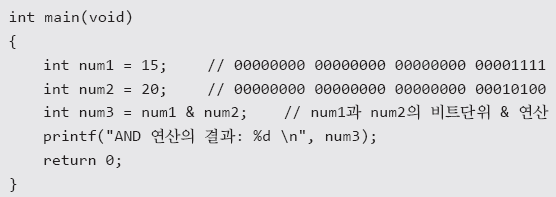 int main(void)
{
    int num1 = 15;    // 00000000 00000000 00000000 00001111
    int num2 = 20;    // 00000000 00000000 00000000 00010100
    int num3 = num1 & num2;    // num1과 num2의 비트단위 & 연산
    printf("AND 연산의 결과: %d \n", num3);
    return 0;
}